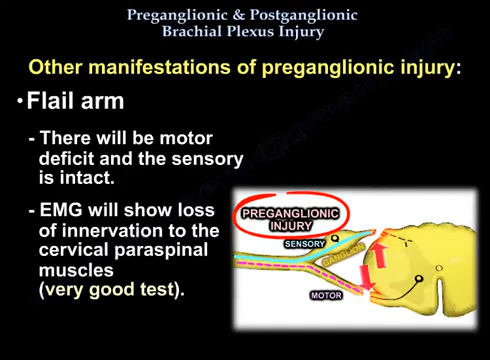 Preganglionic & Postganglionic
Brachial Plexus Injury
Other manifestations of preganglionic injury:
• Flail arm
- There will be motor
deficit and the sensory
is intact.
- EMG will show loss
of innervation to the
cervical paraspinal
muscles
(very good test).
PREGANGLIONIC
INJURY
SENSORY
GANGLION
MOTOR